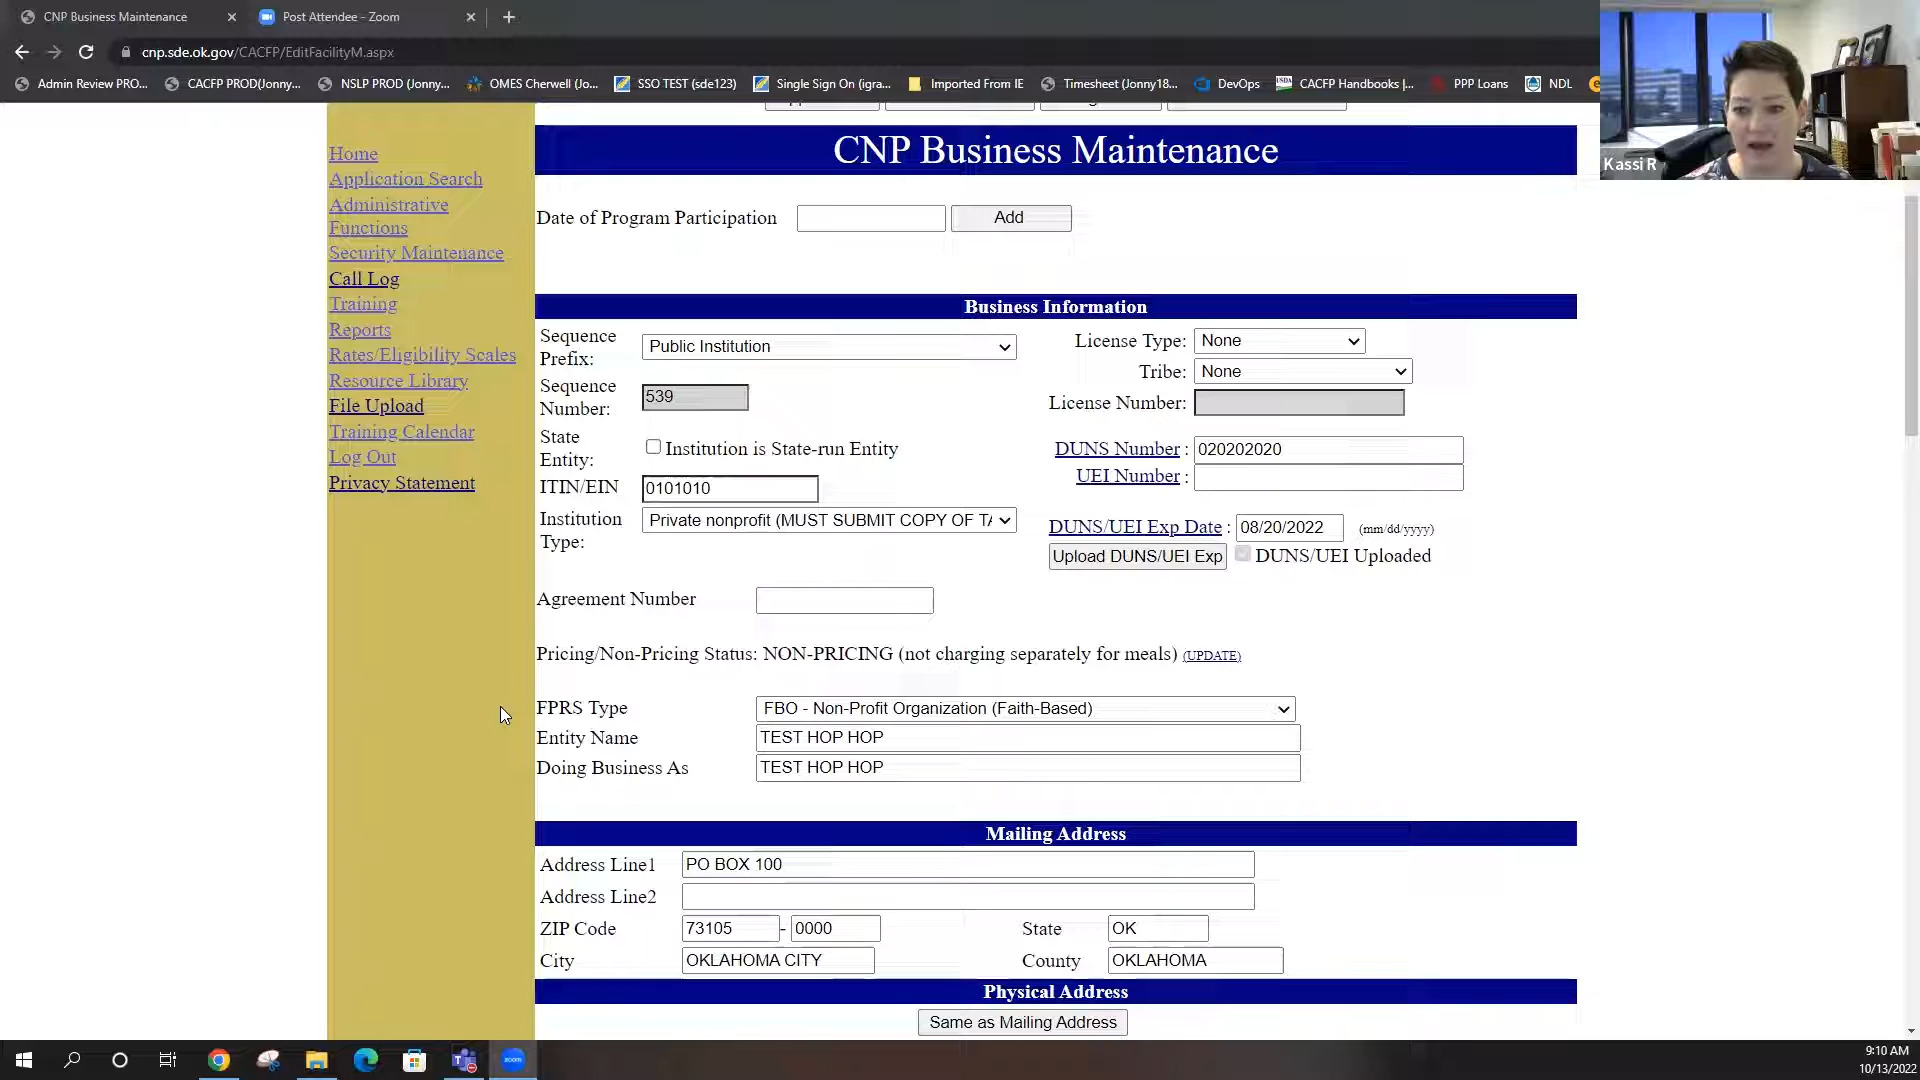 CNP Business Maintenance
Post Attendee - Zoom
cnp.sde.ok.gov/CACFP/EditFacilityM.aspx
Admin Review PRO... CACFP PROD(Jonny... NSLP PROD (Jonny... OMES Cherwell (Jo... SSO TEST (sde123) Single Sign On (igra... Imported From IE Timesheet (Jonny18... DevOps CACFP Handbooks |... PPP Loans NDL
Kassi R
Home
Application Search
Administrative
Functions
Security Maintenance
Call Log
Training
Reports
Rates/Eligibility Scales
Resource Library
File Upload
Training Calendar
Log Out
Privacy Statement
CNP Business Maintenance
Date of Program Participation Add
Business Information
Sequence
Prefix: Public Institution
License Type: None
Tribe: None
Sequence
Number: 539
License Number:
State
Entity: Institution is State-run Entity
DUNS Number : 020202020
UEI Number :
ITIN/EIN 0101010
Institution
Type: Private nonprofit (MUST SUBMIT COPY OF TA
DUNS/UEI Exp Date : 08/20/2022 (mm/dd/yyyy)
Upload DUNS/UEI Exp DUNS/UEI Uploaded
Agreement Number
Pricing/Non-Pricing Status: NON-PRICING (not charging separately for meals) (UPDATE)
FPRS Type FBO - Non-Profit Organization (Faith-Based)
Entity Name TEST HOP HOP
Doing Business As TEST HOP HOP
Mailing Address
Address Line1 PO BOX 100
Address Line2
ZIP Code 73105 - 0000 State OK
City OKLAHOMA CITY County OKLAHOMA
Physical Address
Same as Mailing Address
zoom
9:10 AM
10/13/2022